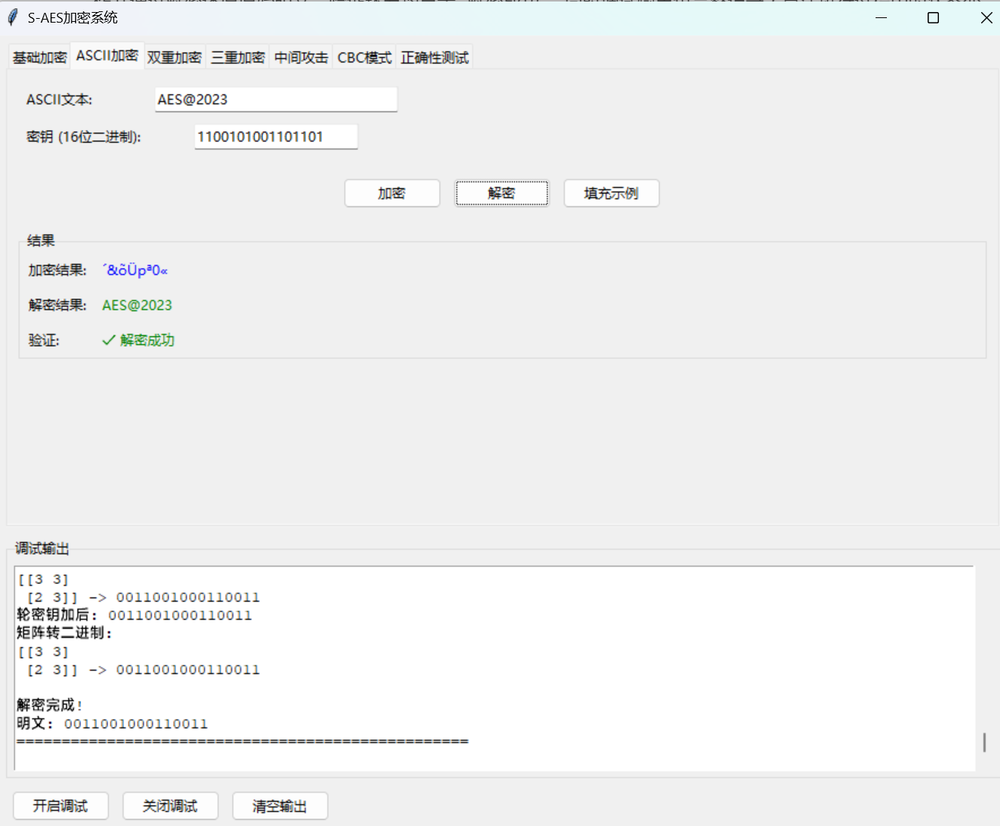 S-AES加密系统
基础加密 ASCII加密 双重加密 三重加密 中间攻击 CBC模式 正确性测试
ASCII文本: AES@2023
密钥 (16位二进制): 1100101001101101
加密 解密 填充示例
结果
加密结果: ´&õÜpª0«
解密结果: AES@2023
验证: ✓ 解密成功
调试输出
[[3 3]
[2 3]] -> 0011001000110011
轮密钥加后: 0011001000110011
矩阵转二进制:
[[3 3]
[2 3]] -> 0011001000110011
解密完成!
明文: 0011001000110011
==================================================
开启调试 关闭调试 清空输出